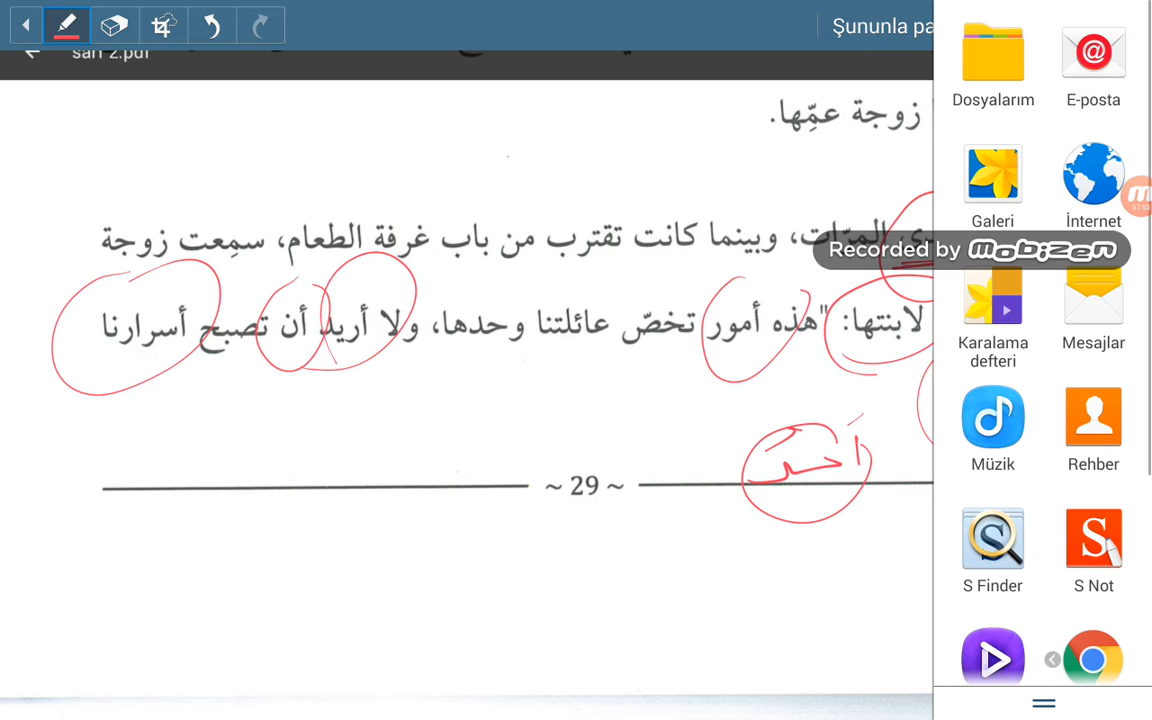 Şununla pa
sarf 2.pdf
زوجة عمِّها.
المرّات، وبينما كانت تقترب من باب غرفة الطعام، سمِعت زوجة
لابنتها: "هذه أمور تخصّ عائلتنا وحدها، ولا أريد أن تصبح أسرارنا
~ 29 ~
Dosyalarım
E-posta
Galeri
İnternet
Recorded by mobizen
Karalama defteri
Mesajlar
Müzik
Rehber
S Finder
S Not